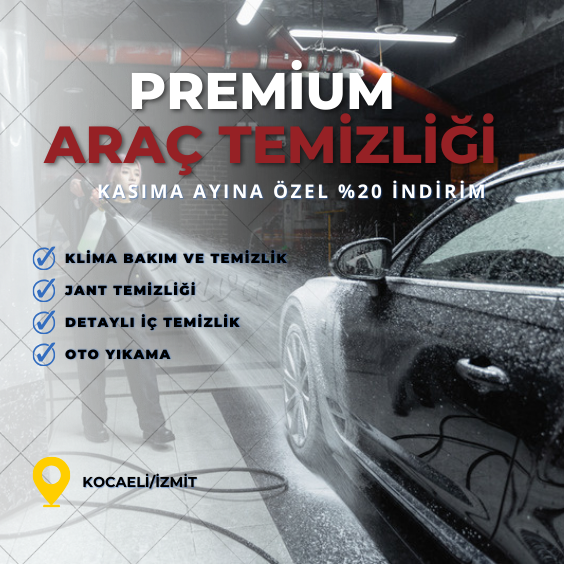 PREMİUM
ARAÇ TEMİZLİĞİ
KASIMA AYINA ÖZEL %20 İNDİRİM
KLİMA BAKIM VE TEMİZLİK
JANT TEMİZLİĞİ
DETAYLI İÇ TEMİZLİK
OTO YIKAMA
KOCAELİ/İZMİT